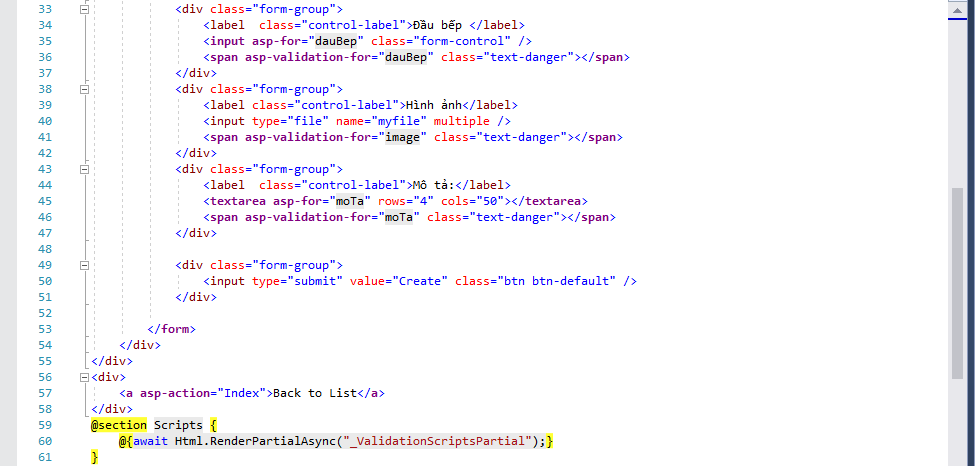 33 <div class="form-group">
34 <label  class="control-label">Đầu bếp </label>
35 <input asp-for="dauBep" class="form-control" />
36 <span asp-validation-for="dauBep" class="text-danger"></span>
37 </div>
38 <div class="form-group">
39 <label class="control-label">Hình ảnh</label>
40 <input type="file" name="myfile" multiple />
41 <span asp-validation-for="image" class="text-danger"></span>
42 </div>
43 <div class="form-group">
44 <label  class="control-label">Mô tả:</label>
45 <textarea asp-for="moTa" rows="4" cols="50"></textarea>
46 <span asp-validation-for="moTa" class="text-danger"></span>
47 </div>
48
49 <div class="form-group">
50 <input type="submit" value="Create" class="btn btn-default" />
51 </div>
52
53 </form>
54 </div>
55 </div>
56 <div>
57 <a asp-action="Index">Back to List</a>
58 </div>
59 @section Scripts {
60 @{await Html.RenderPartialAsync("_ValidationScriptsPartial");}
61 }